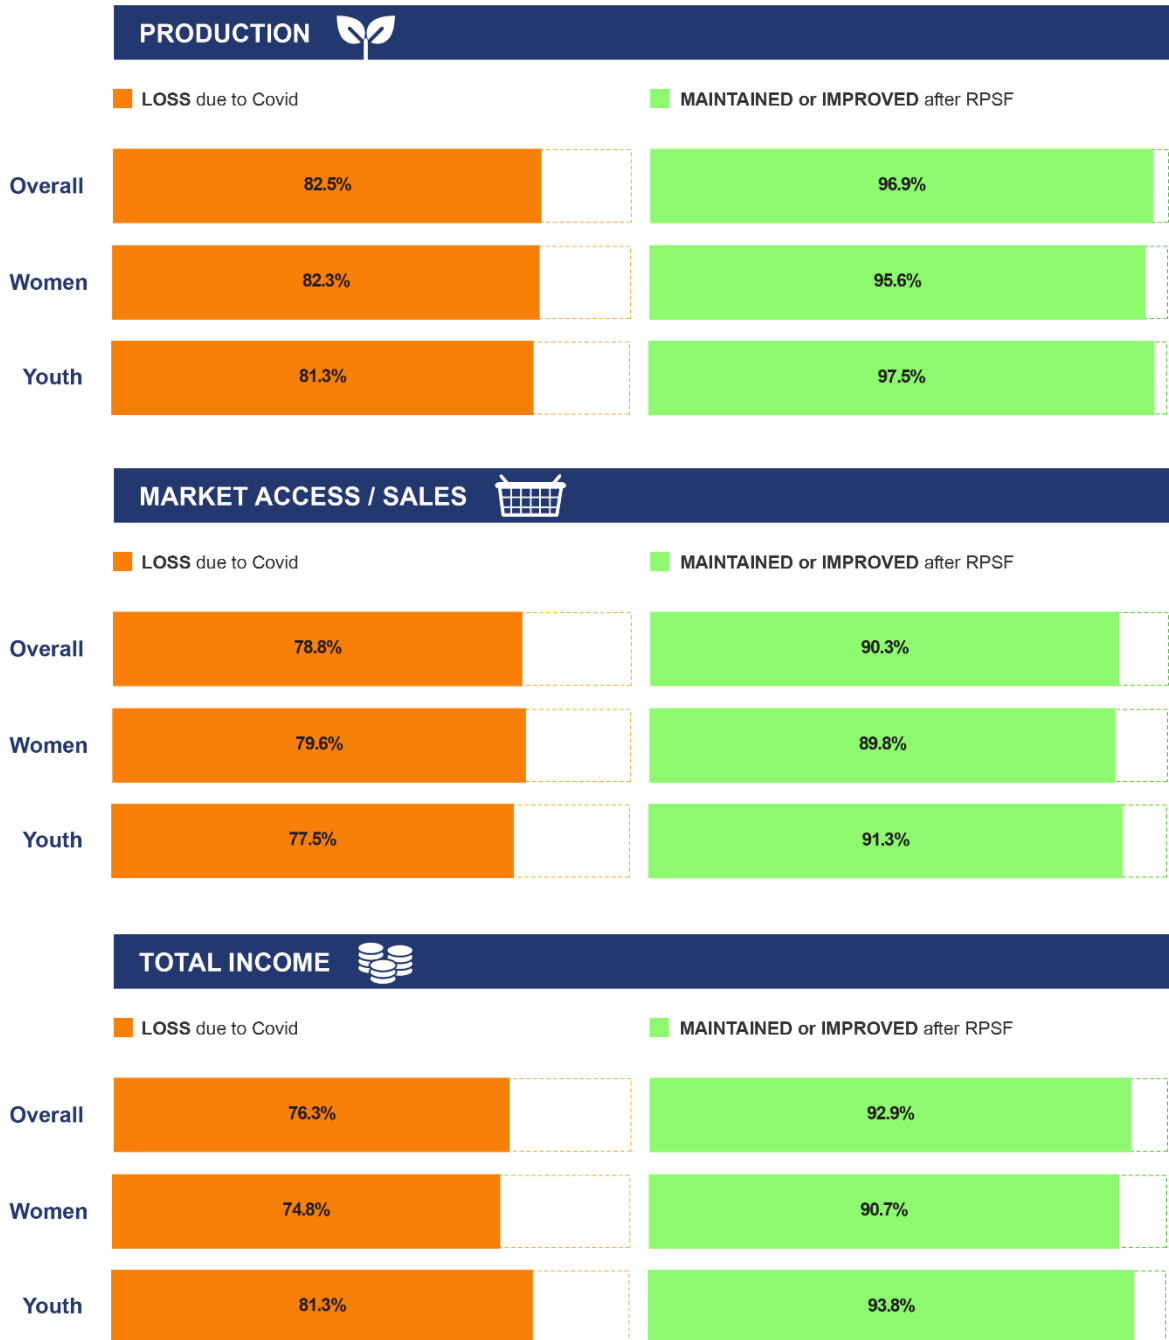 PRODUCTION
LOSS due to Covid
MAINTAINED or IMPROVED after RPSF
Overall 82.5% 96.9%
Women 82.3% 95.6%
Youth 81.3% 97.5%
MARKET ACCESS / SALES
LOSS due to Covid
MAINTAINED or IMPROVED after RPSF
Overall 78.8% 90.3%
Women 79.6% 89.8%
Youth 77.5% 91.3%
TOTAL INCOME
LOSS due to Covid
MAINTAINED or IMPROVED after RPSF
Overall 76.3% 92.9%
Women 74.8% 90.7%
Youth 81.3% 93.8%